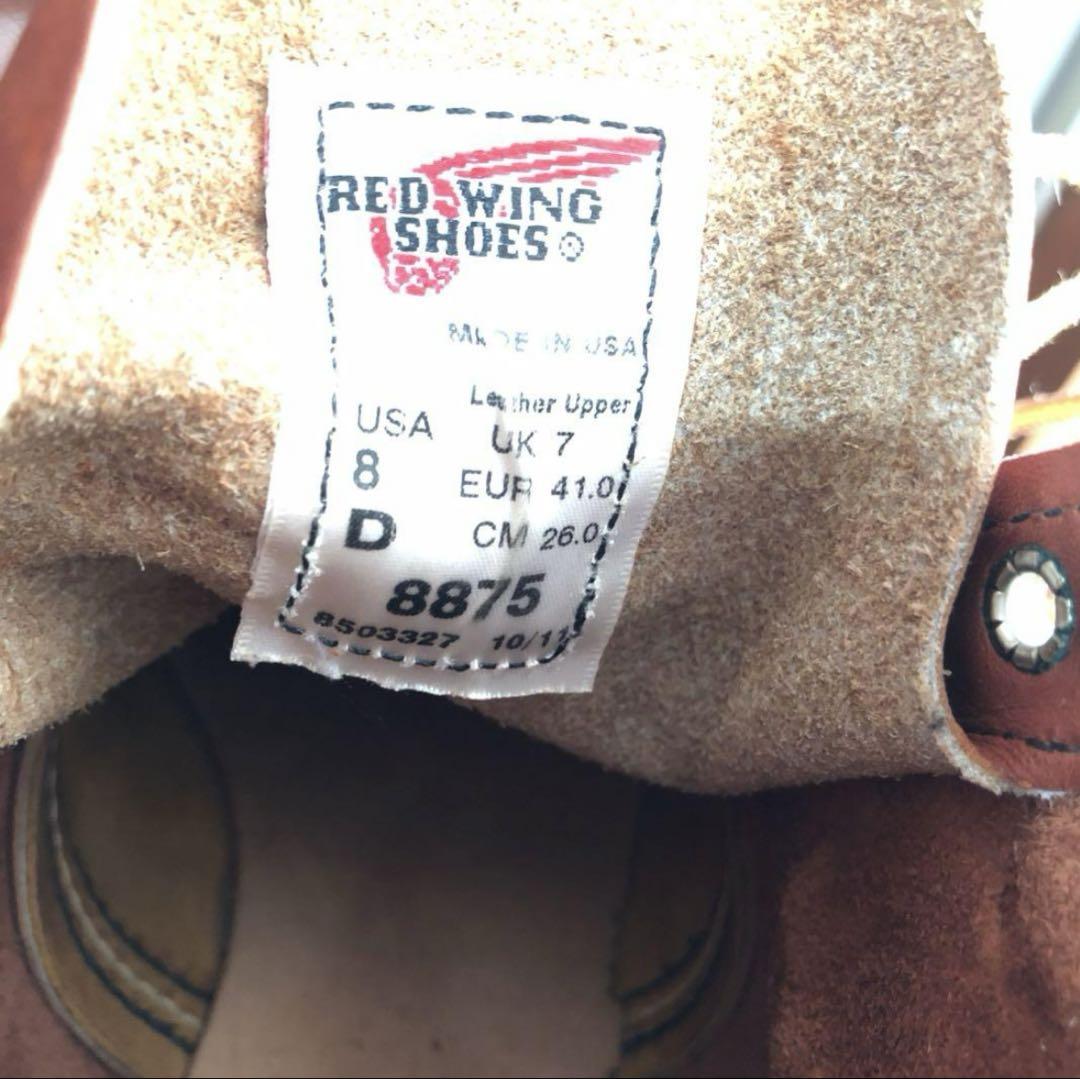 RED WING
SHOES ®
MADE IN USA
Leather Upper
USA UK 7
8 EUR 41.0
D CM 26.0
8875
8503327 10/11